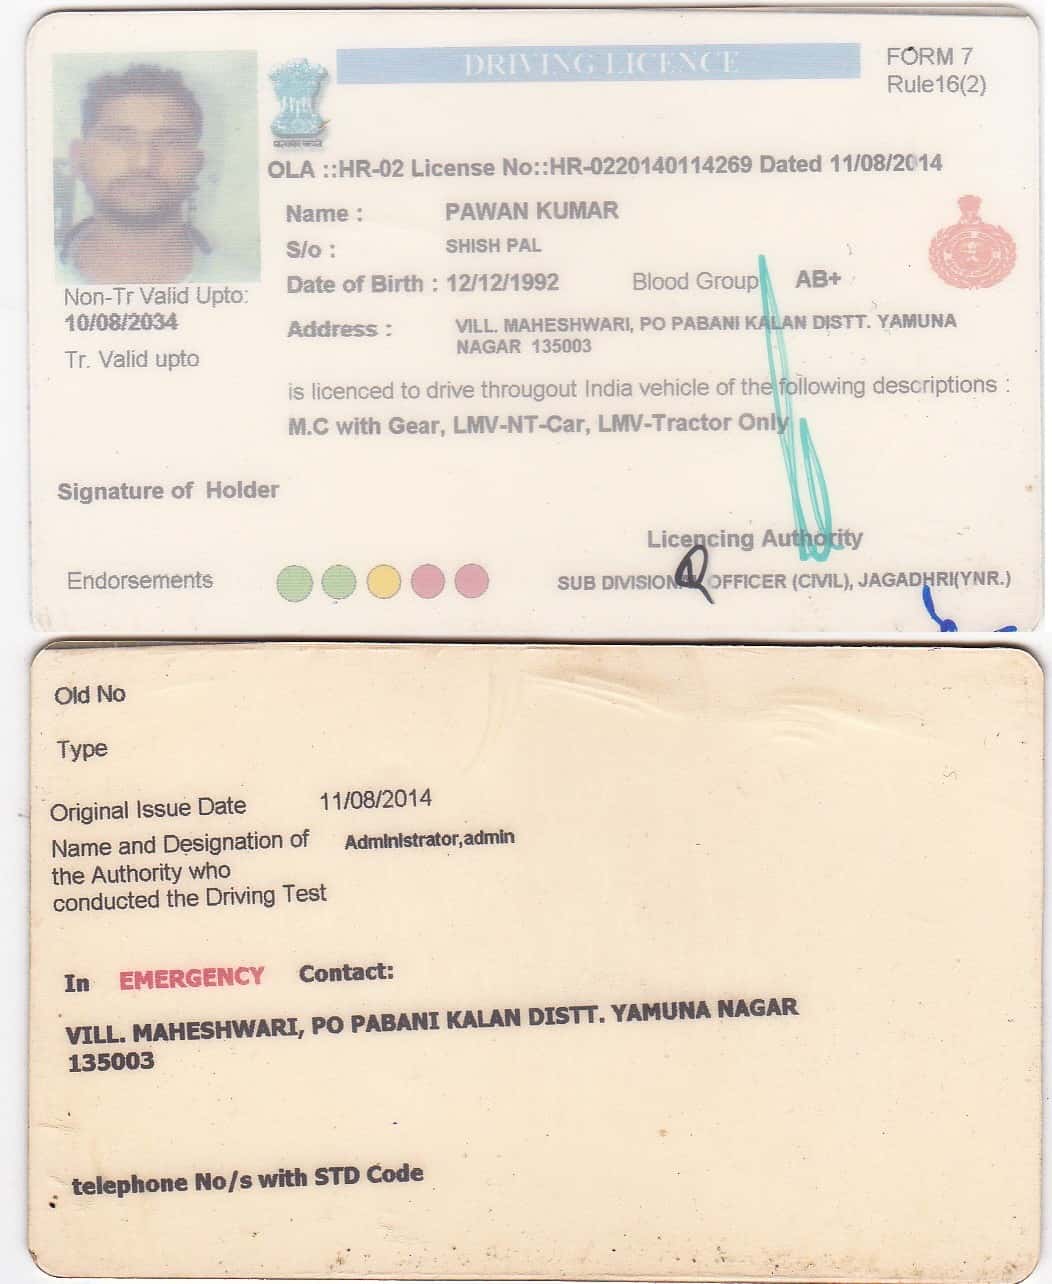 DRIVING LICENCE
FORM 7
Rule16(2)
OLA ::HR-02 License No::HR-0220140114269 Dated 11/08/2014
Name : PAWAN KUMAR
S/o : SHISH PAL
Date of Birth : 12/12/1992 Blood Group AB+
Non-Tr Valid Upto:
10/08/2034
Address : VILL. MAHESHWARI, PO PABANI KALAN DISTT. YAMUNA
NAGAR 135003
Tr. Valid upto
is licenced to drive througout India vehicle of the following descriptions :
M.C with Gear, LMV-NT-Car, LMV-Tractor Only
Signature of Holder
Licencing Authority
Endorsements
SUB DIVISIONAL OFFICER (CIVIL), JAGADHRI(YNR.)
Old No
Type
Original Issue Date 11/08/2014
Name and Designation of Administrator,admin
the Authority who
conducted the Driving Test
In EMERGENCY Contact:
VILL. MAHESHWARI, PO PABANI KALAN DISTT. YAMUNA NAGAR
135003
telephone No/s with STD Code